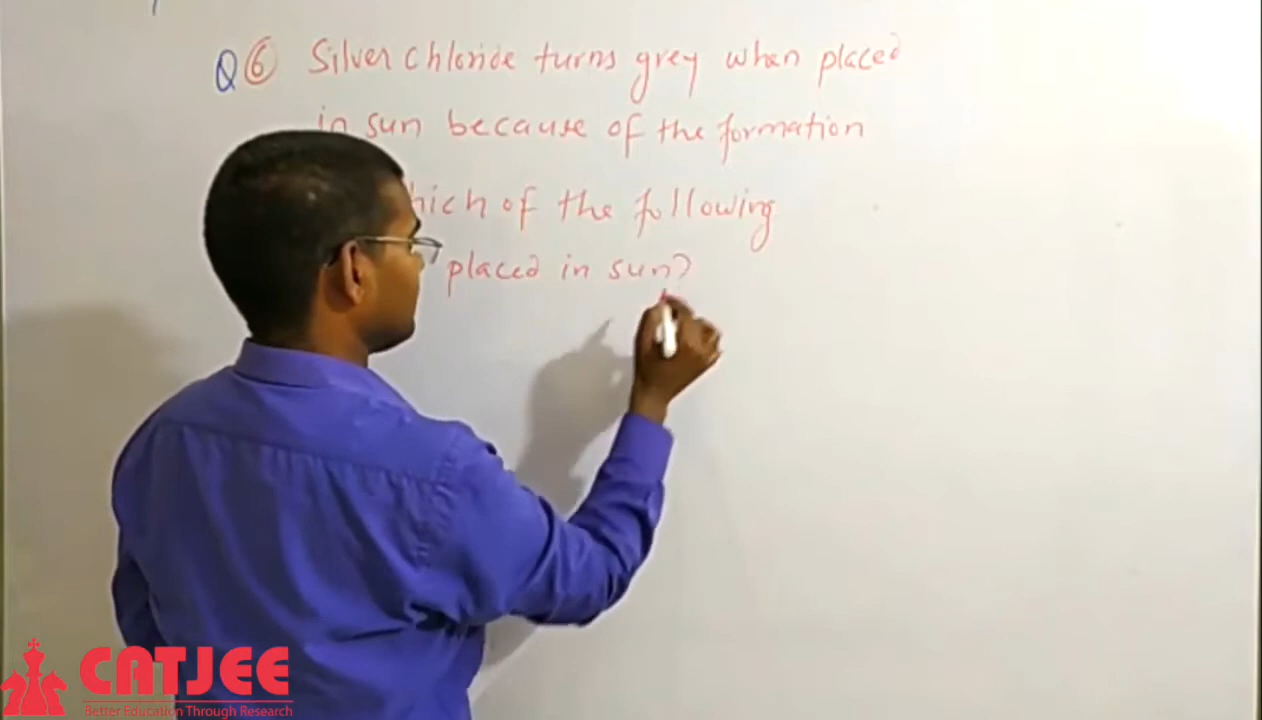 Q 6 Silver chloride turns grey when placed
in sun because of the formation
hich of the following
placed in sun?
CATJEE
Better Education Through Research